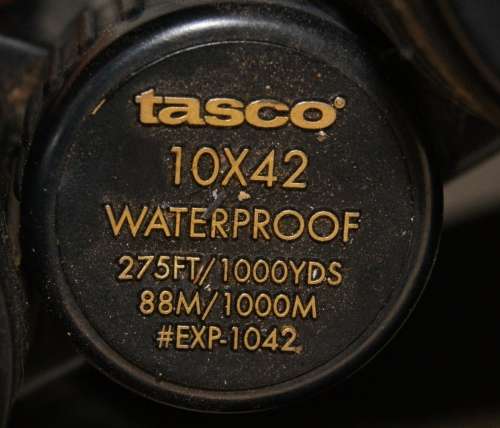 tasco®
10X42
WATERPROOF
275FT/1000YDS
88M/1000M
#EXP-1042